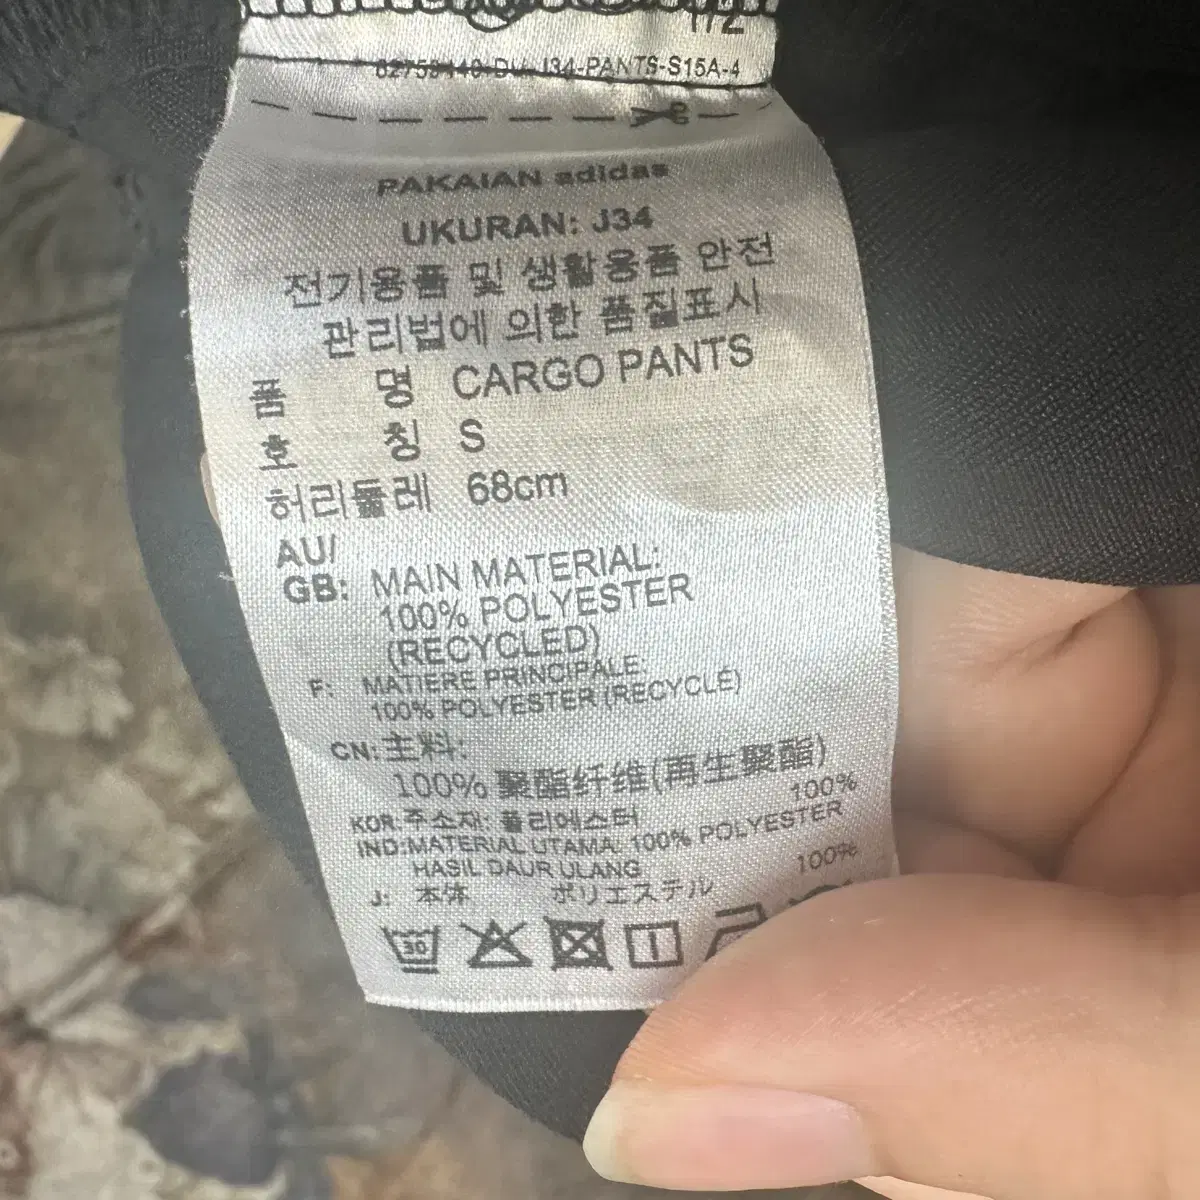 1/2
PAKAIAN adidas
UKURAN: J34
전기용품 및 생활용품 안전
관리법에 의한 품질표시
품 명 CARGO PANTS
호 칭 S
허리둘레 68cm
AU/
GB: MAIN MATERIAL:
100% POLYESTER
(RECYCLED)
F: MATIERE PRINCIPALE:
100% POLYESTER (RECYCLÉ)
CN: 主料:
100% 聚酯纤维(再生聚酯)
KOR: 주소재: 폴리에스터 100%
IND: MATERIAL UTAMA: 100% POLYESTER
HASIL DAUR ULANG
J: 本体 ポリエステル 100%
30